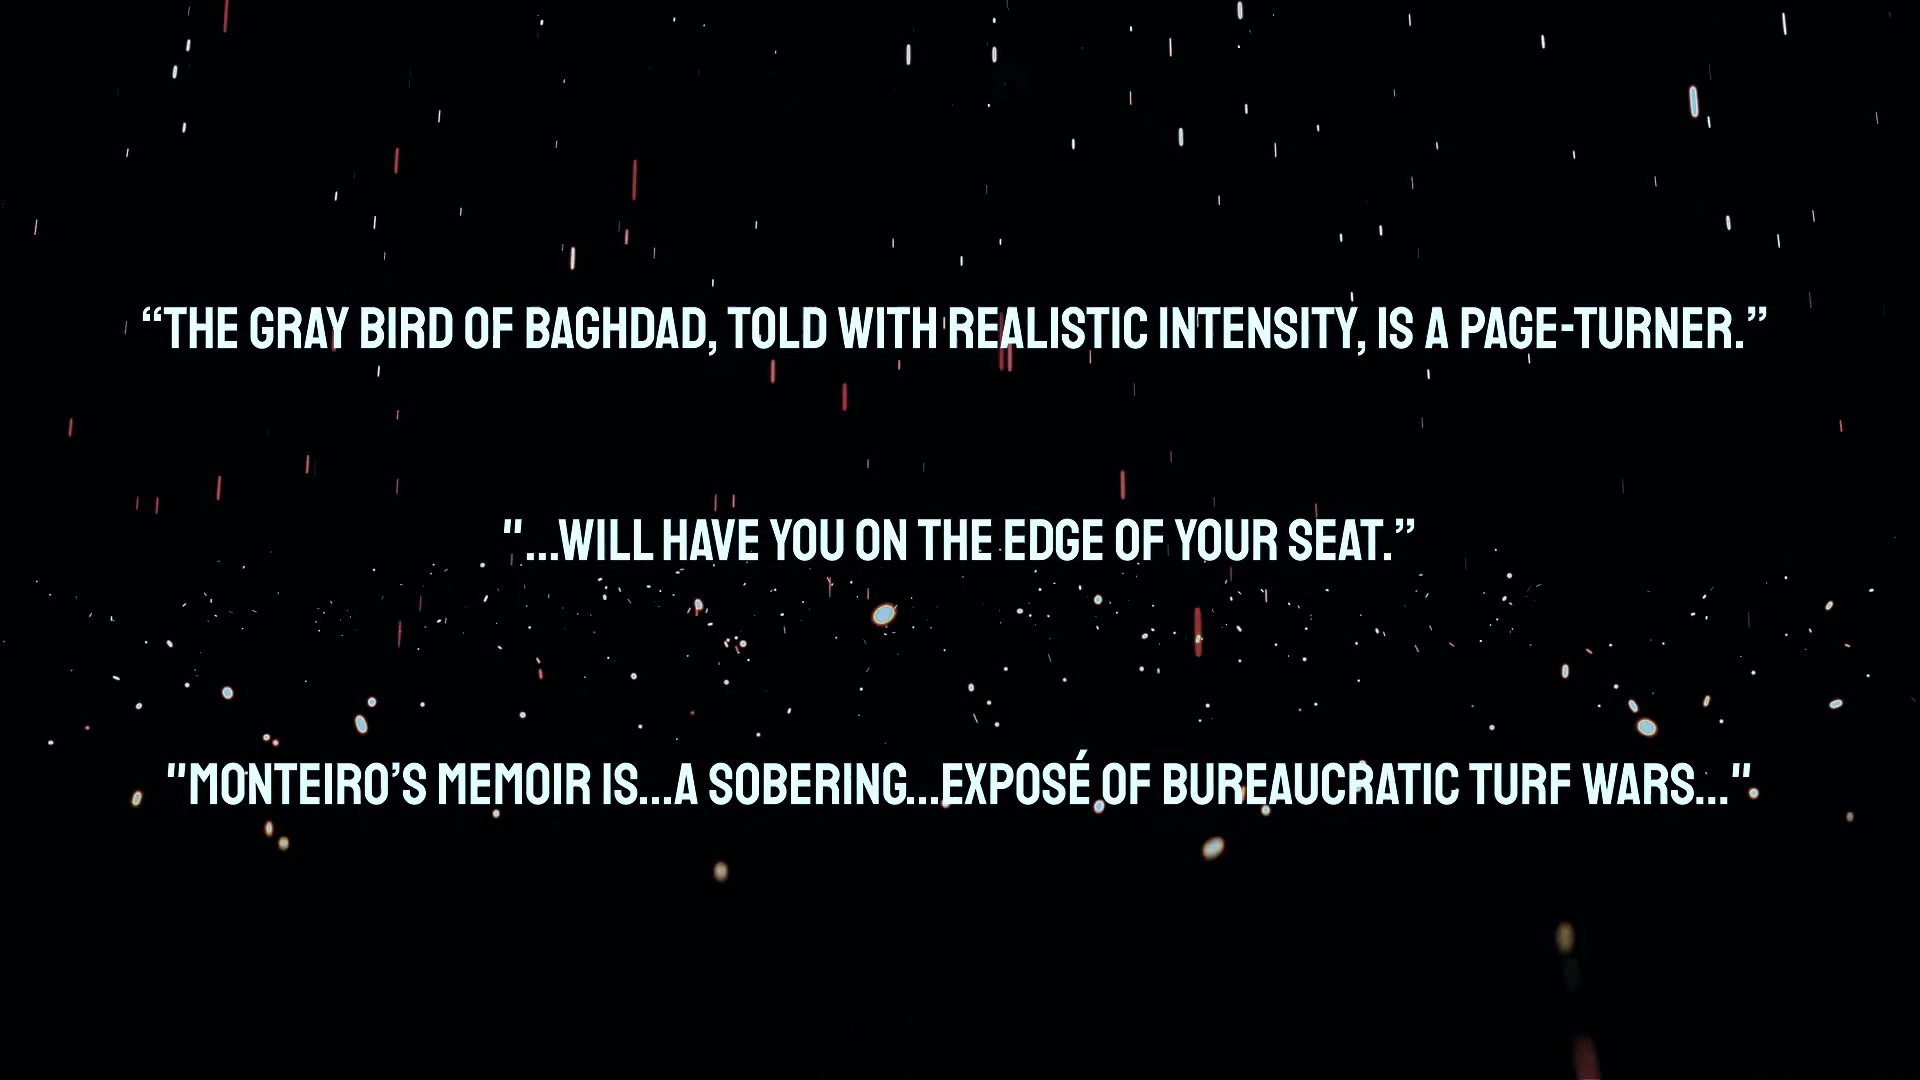 “THE GRAY BIRD OF BAGHDAD, TOLD WITH REALISTIC INTENSITY, IS A PAGE-TURNER.”
"...WILL HAVE YOU ON THE EDGE OF YOUR SEAT.”
"MONTEIRO’S MEMOIR IS...A SOBERING...EXPOSÉ OF BUREAUCRATIC TURF WARS..."